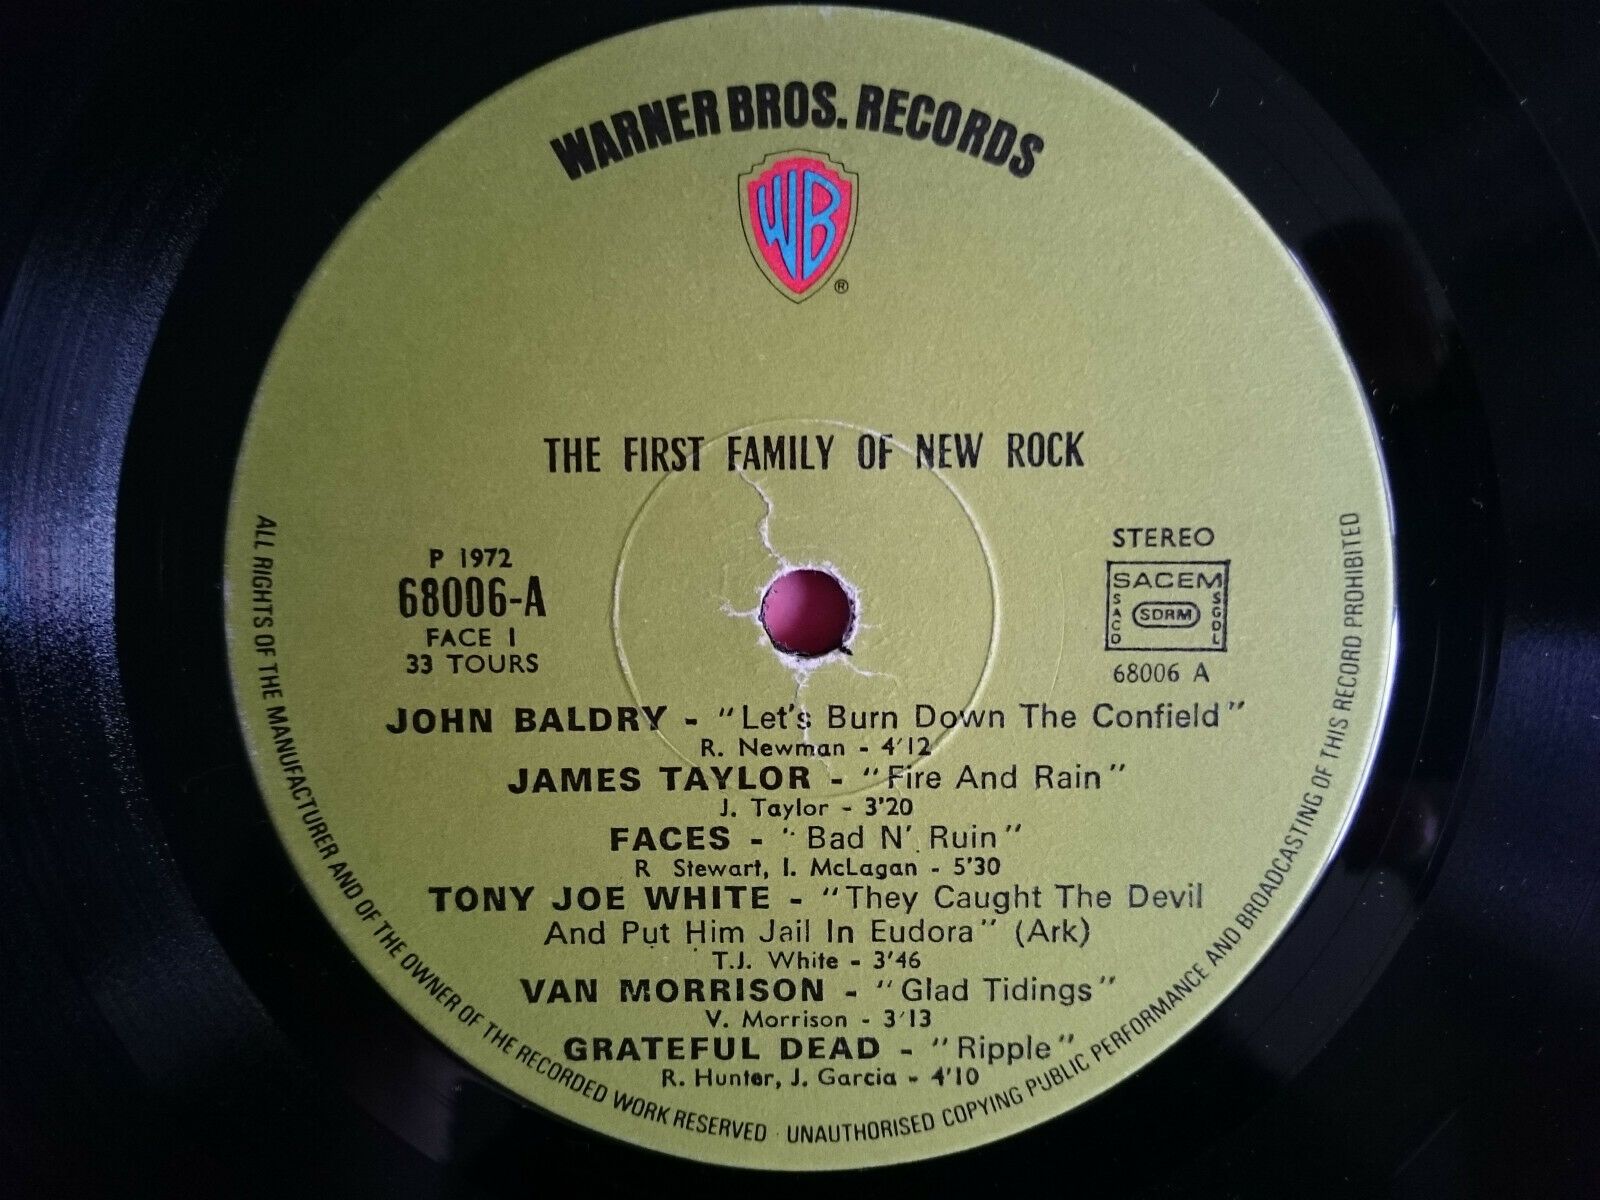 WARNER BROS. RECORDS
WB
®
THE FIRST FAMILY OF NEW ROCK
P 1972
68006-A
FACE 1
33 TOURS
STEREO
SACEM
SACD
SDRM
SGDL
68006 A
JOHN BALDRY - "Let's Burn Down The Confield"
R. Newman - 4'12
JAMES TAYLOR - "Fire And Rain"
J. Taylor - 3'20
FACES - "Bad N' Ruin"
R Stewart, I. McLagan - 5'30
TONY JOE WHITE - "They Caught The Devil
And Put Him Jail In Eudora" (Ark)
T.J. White - 3'46
VAN MORRISON - "Glad Tidings"
V. Morrison - 3'13
GRATEFUL DEAD - "Ripple"
R. Hunter, J. Garcia - 4'10
ALL RIGHTS OF THE MANUFACTURER AND OF THE OWNER OF THE RECORDED WORK RESERVED · UNAUTHORISED COPYING PUBLIC PERFORMANCE AND BROADCASTING OF THIS RECORD PROHIBITED